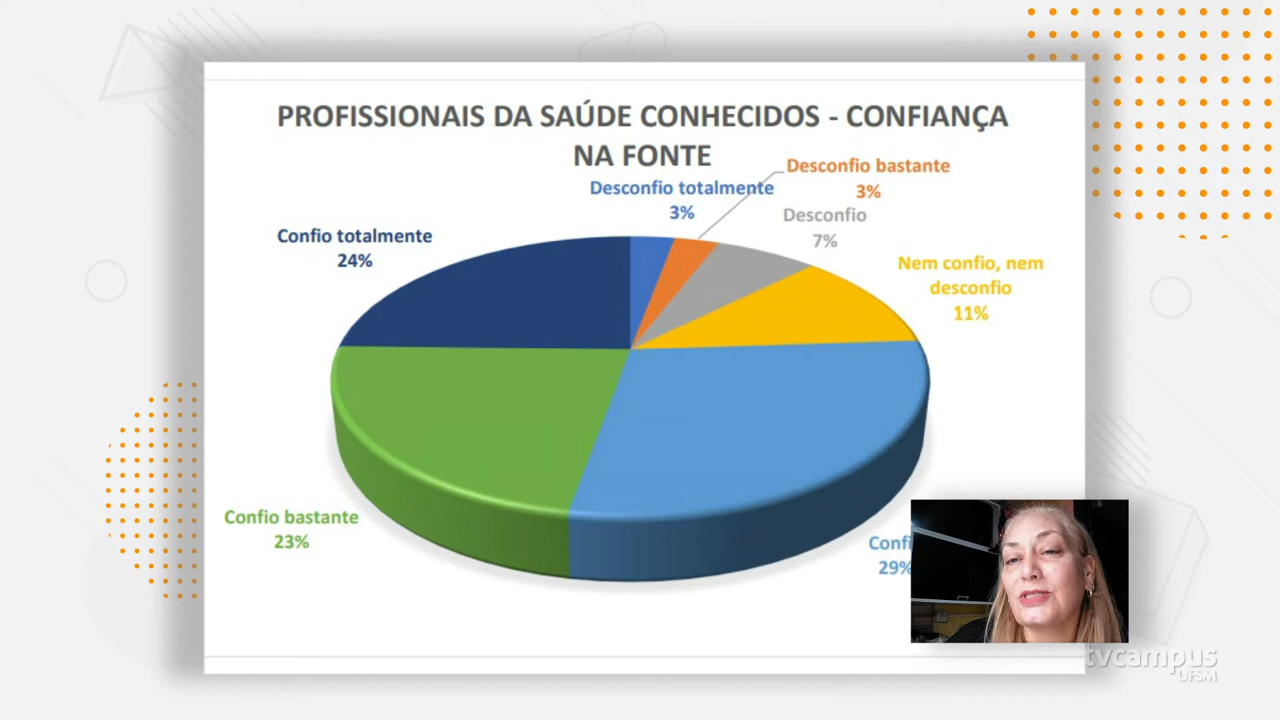 PROFISSIONAIS DA SAÚDE CONHECIDOS - CONFIANÇA
NA FONTE
Desconfio bastante
3%
Desconfio totalmente
3%
Desconfio
7%
Confio totalmente
24%
Nem confio, nem
desconfio
11%
Confio bastante
23%
Confi
29%
tvcampus
UFSM